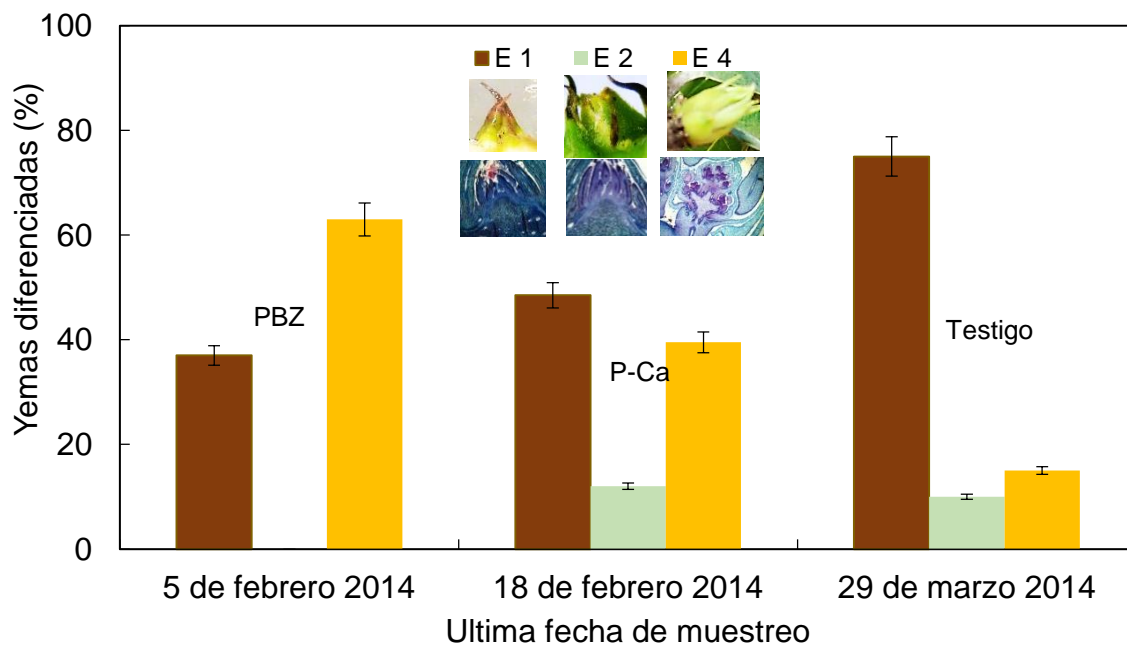 Yemas diferenciadas (%)
100
80
60
40
20
0
E 1 E 2 E 4
PBZ
P-Ca
Testigo
5 de febrero 2014 18 de febrero 2014 29 de marzo 2014
Ultima fecha de muestreo